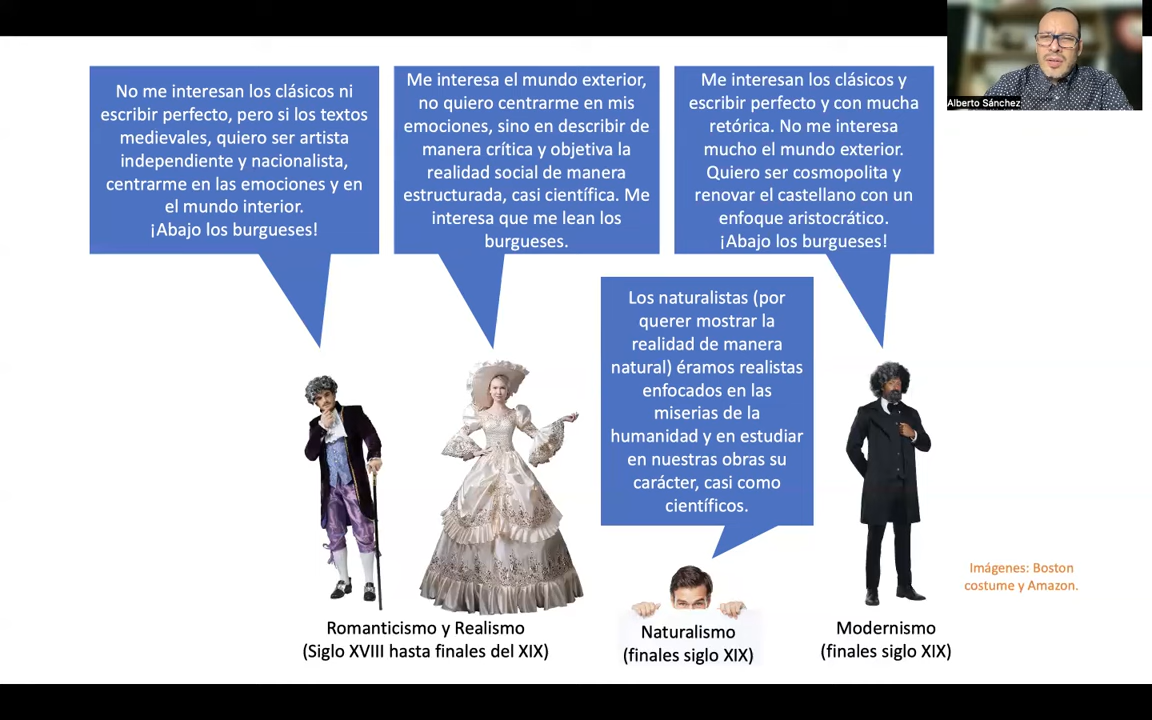 No me interesan los clásicos ni
escribir perfecto, pero si los textos
medievales, quiero ser artista
independiente y nacionalista,
centrarme en las emociones y en
el mundo interior.
¡Abajo los burgueses!
Me interesa el mundo exterior,
no quiero centrarme en mis
emociones, sino en describir de
manera crítica y objetiva la
realidad social de manera
estructurada, casi científica. Me
interesa que me lean los
burgueses.
Me interesan los clásicos y
escribir perfecto y con mucha
retórica. No me interesa
mucho el mundo exterior.
Quiero ser cosmopolita y
renovar el castellano con un
enfoque aristocrático.
¡Abajo los burgueses!
Alberto Sánchez
Los naturalistas (por
querer mostrar la
realidad de manera
natural) éramos realistas
enfocados en las
miserias de la
humanidad y en estudiar
en nuestras obras su
carácter, casi como
científicos.
Imágenes: Boston
costume y Amazon.
Romanticismo y Realismo
(Siglo XVIII hasta finales del XIX)
Naturalismo
(finales siglo XIX)
Modernismo
(finales siglo XIX)